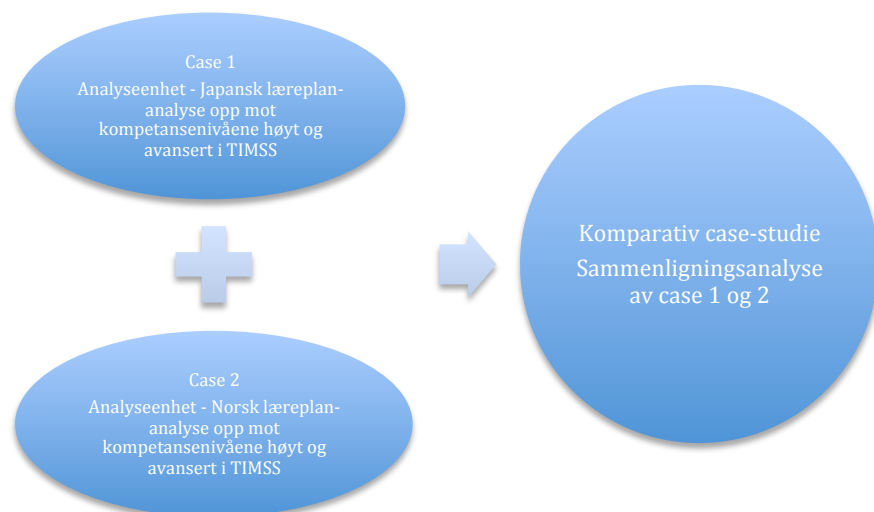 Case 1
Analyseenhet - Japansk læreplan-
analyse opp mot
kompetansenivåene høyt og
avansert i TIMSS
Case 2
Analyseenhet - Norsk læreplan-
analyse opp mot
kompetansenivåene høyt og
avansert i TIMSS
Komparativ case-studie
Sammenligningsanalyse
av case 1 og 2